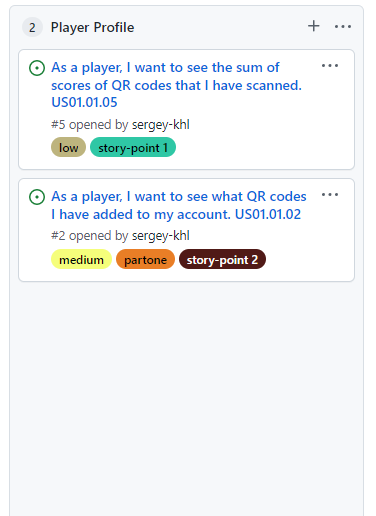 2 Player Profile
As a player, I want to see the sum of
scores of QR codes that I have scanned.
US01.01.05
#5 opened by sergey-khl
low story-point 1
As a player, I want to see what QR codes
I have added to my account. US01.01.02
#2 opened by sergey-khl
medium partone story-point 2